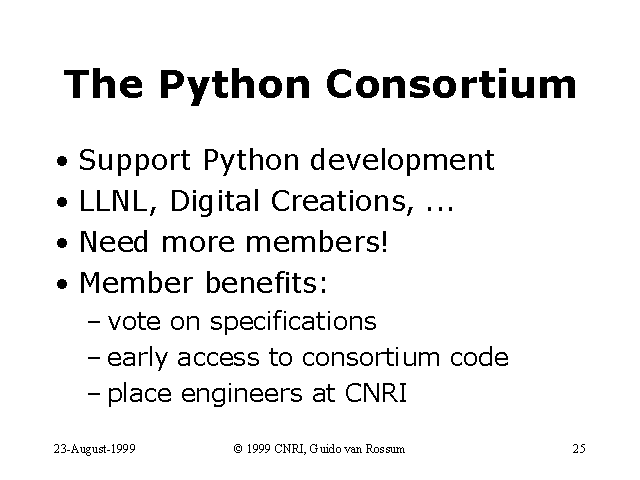 The Python Consortium
• Support Python development
• LLNL, Digital Creations, ...
• Need more members!
• Member benefits:
– vote on specifications
– early access to consortium code
– place engineers at CNRI
23-August-1999
© 1999 CNRI, Guido van Rossum
25